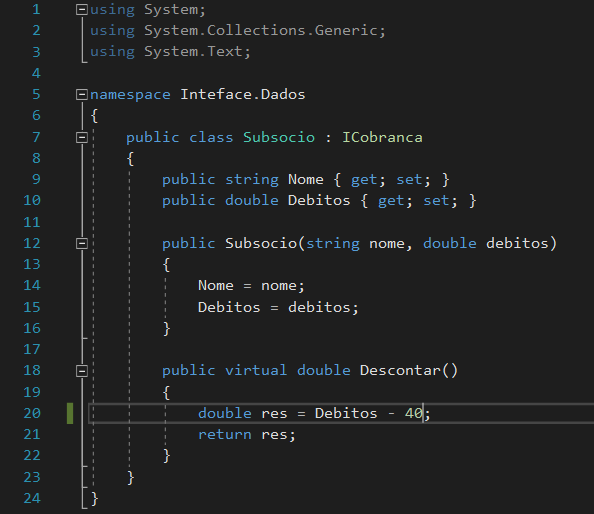 1 using System;
2 using System.Collections.Generic;
3 using System.Text;
4
5 namespace Inteface.Dados
6 {
7 public class Subsocio : ICobranca
8 {
9 public string Nome { get; set; }
10 public double Debitos { get; set; }
11
12 public Subsocio(string nome, double debitos)
13 {
14 Nome = nome;
15 Debitos = debitos;
16 }
17
18 public virtual double Descontar()
19 {
20 double res = Debitos - 40;
21 return res;
22 }
23 }
24 }